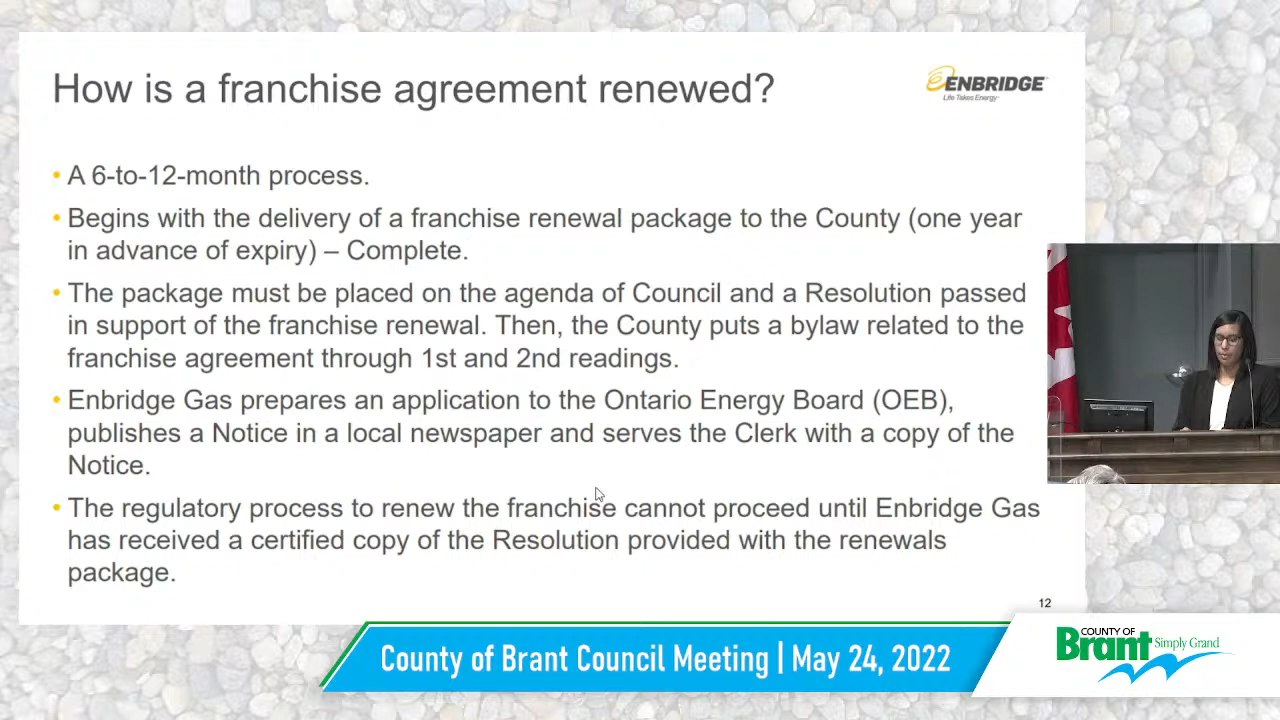 How is a franchise agreement renewed?
ENBRIDGE
Life Takes Energy™
• A 6-to-12-month process.
• Begins with the delivery of a franchise renewal package to the County (one year
in advance of expiry) – Complete.
• The package must be placed on the agenda of Council and a Resolution passed
in support of the franchise renewal. Then, the County puts a bylaw related to the
franchise agreement through 1st and 2nd readings.
• Enbridge Gas prepares an application to the Ontario Energy Board (OEB),
publishes a Notice in a local newspaper and serves the Clerk with a copy of the
Notice.
• The regulatory process to renew the franchise cannot proceed until Enbridge Gas
has received a certified copy of the Resolution provided with the renewals
package.
12
County of Brant Council Meeting | May 24, 2022
COUNTY OF
Brant Simply Grand